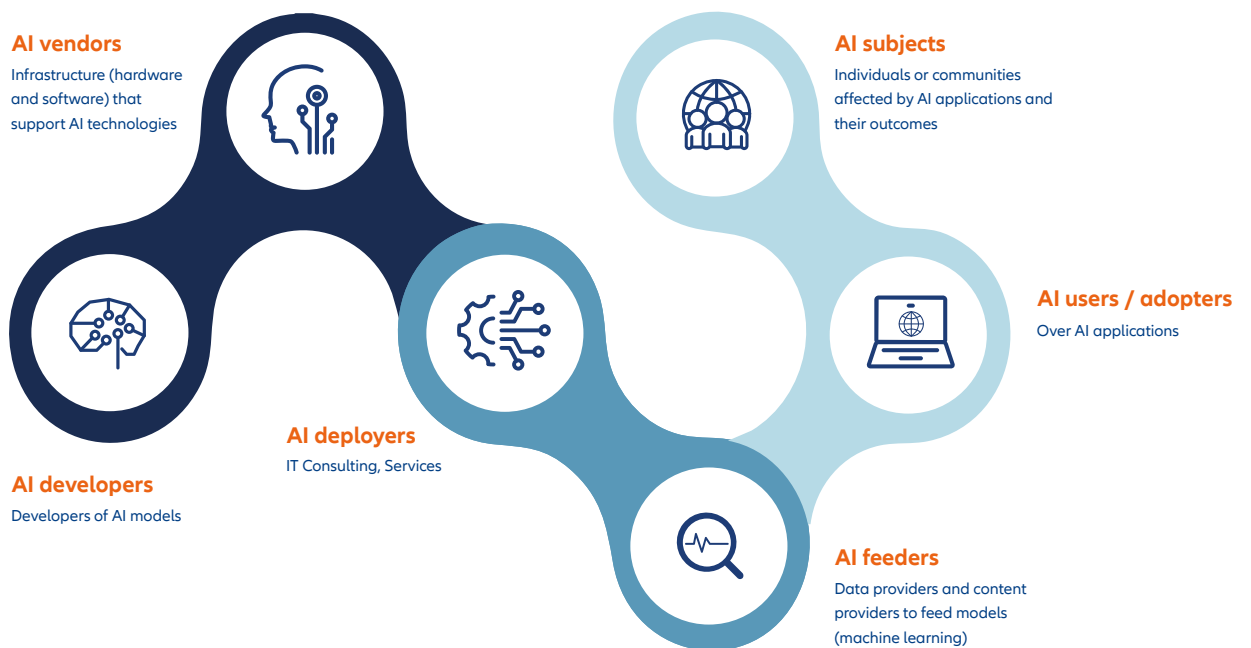 AI vendors
Infrastructure (hardware
and software) that
support AI technologies
AI subjects
Individuals or communities
affected by AI applications and
their outcomes
AI users / adopters
Over AI applications
AI deployers
IT Consulting, Services
AI developers
Developers of AI models
AI feeders
Data providers and content
providers to feed models
(machine learning)